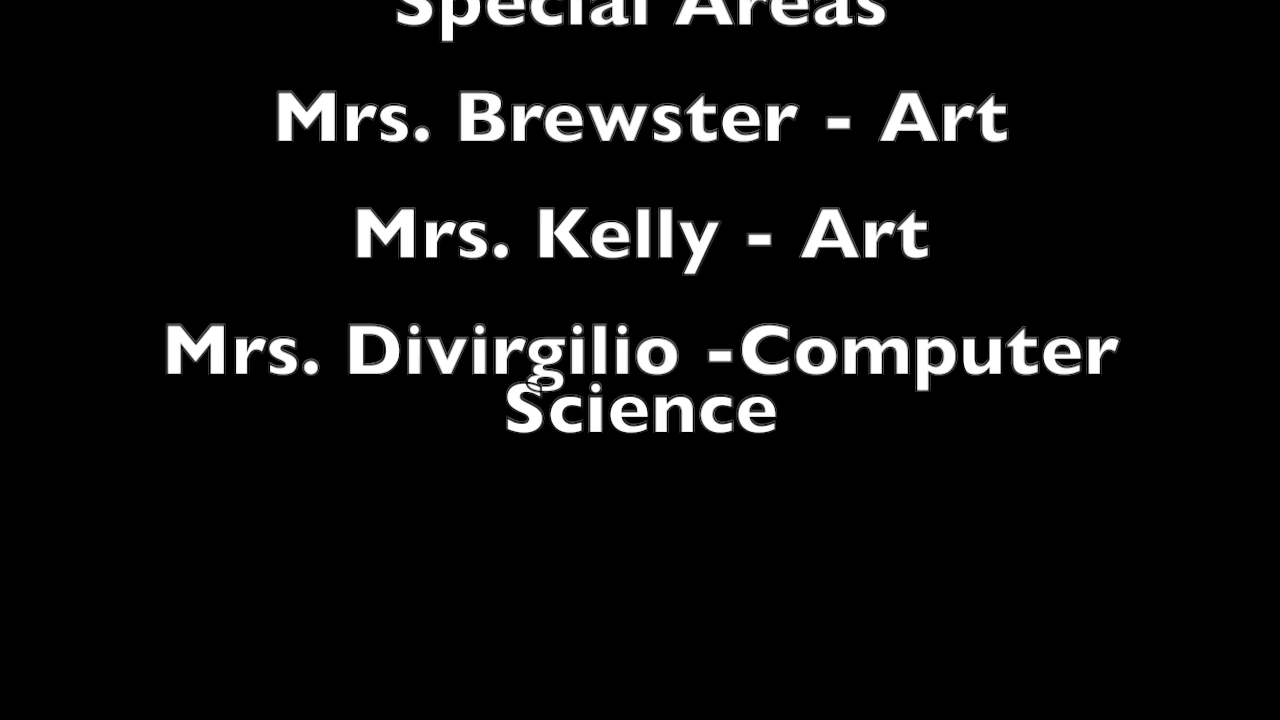 Special Areas
Mrs. Brewster - Art
Mrs. Kelly - Art
Mrs. Divirgilio -Computer
Science